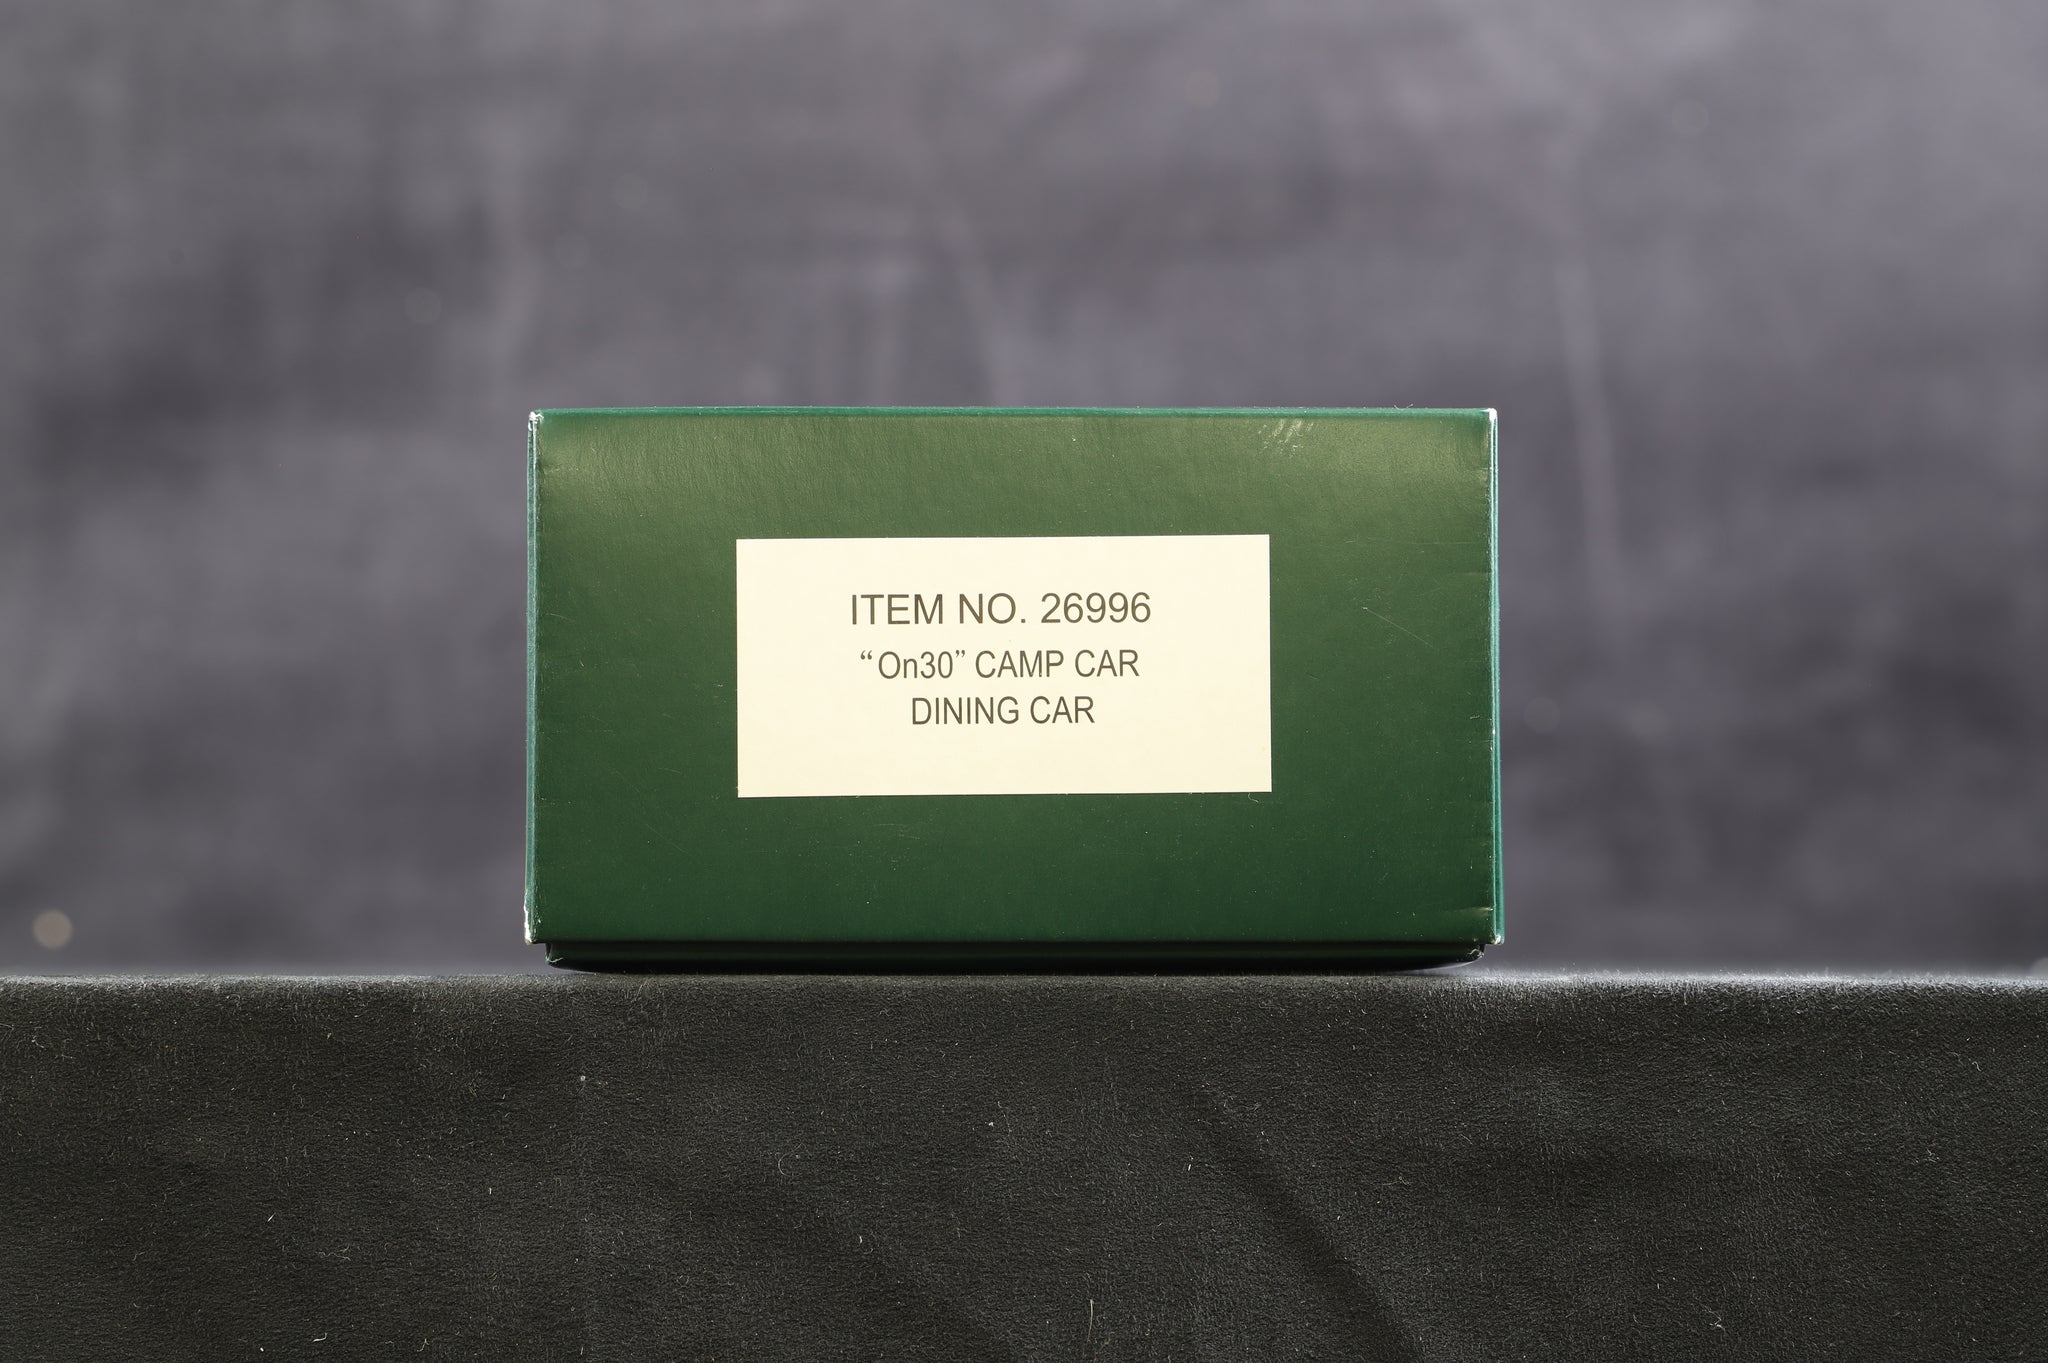 ITEM NO. 26996
“On30” CAMP CAR
DINING CAR